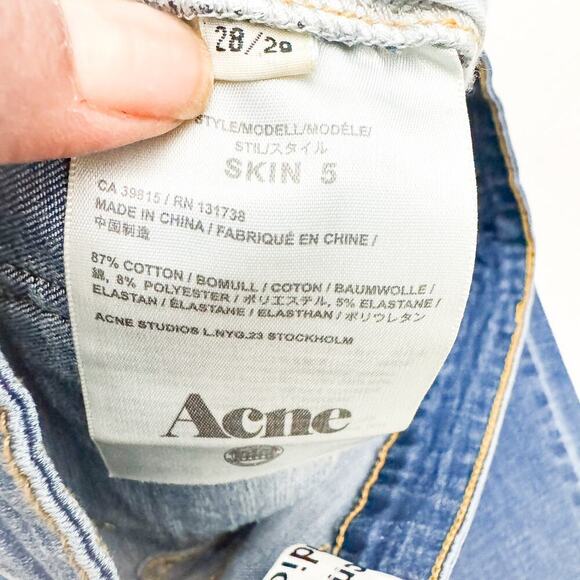 28/28
STYLE/MODELL/MODÈLE/
STIL/スタイル
SKIN 5
CA 39815 / RN 131738
MADE IN CHINA / FABRIQUÉ EN CHINE /
中国制造
87% COTTON / BOMULL / COTON / BAUMWOLLE /
綿, 8% POLYESTER / ポリエステル, 5% ELASTANE /
ELASTAN / ÉLASTANE / ELASTHAN / ポリウレタン
ACNE STUDIOS L.NYG.23 STOCKHOLM
Acne